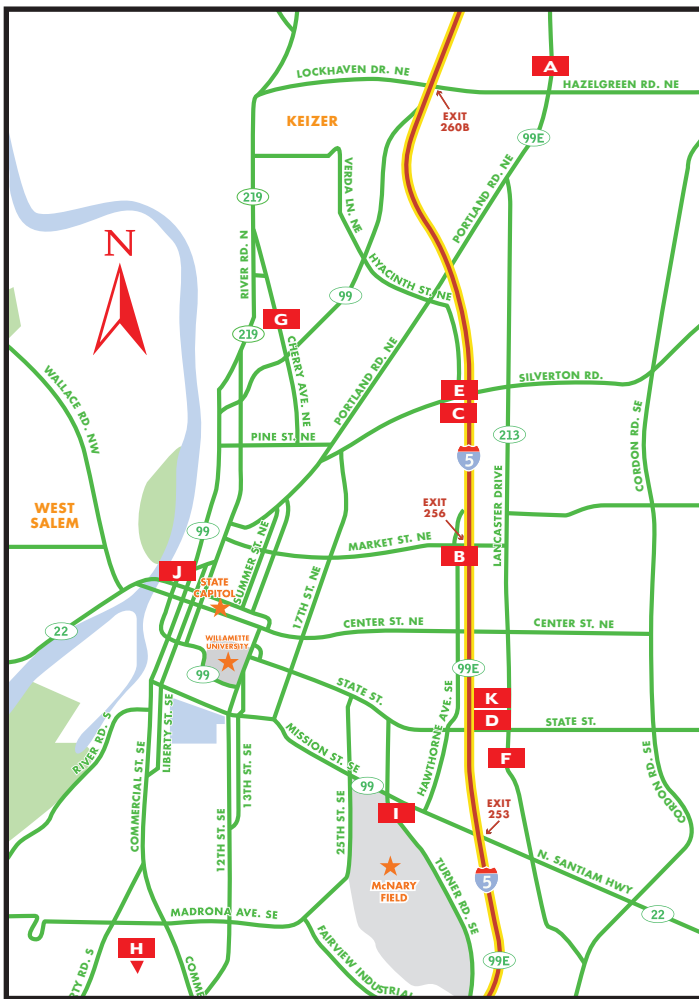 LOCKHAVEN DR. NE
A
HAZELGREEN RD. NE
KEIZER
EXIT
260B
99E
219
VERDA LN. NE
PORTLAND RD. NE
N
RIVER RD. N
HYACINTH ST. NE
99
G
219
CHERRY AVE. NE
PORTLAND RD. NE
WALLACE RD. NW
E
SILVERTON RD.
C
CORDON RD. SE
PINE ST. NE
213
5
LANCASTER DRIVE
WEST
SALEM
EXIT
256
99
SUMMER ST. NE
MARKET ST. NE
B
J
STATE
CAPITOL
17TH ST. NE
22
CENTER ST. NE
CENTER ST. NE
WILLAMETTE
UNIVERSITY
99
99E
STATE ST.
HAWTHORNE AVE. SE
K
D
STATE ST.
RIVER RD. S
LIBERTY ST. SE
MISSION ST. SE
F
COMMERCIAL ST. SE
13TH ST. SE
99
CORDON RD. SE
I
EXIT
253
12TH ST. SE
25TH ST. SE
N. SANTIAM HWY
McNARY
FIELD
TURNER RD. SE
5
22
MADRONA AVE. SE
H
FAIRVIEW INDUSTRIAL
99E
RTY RD. S
COMME